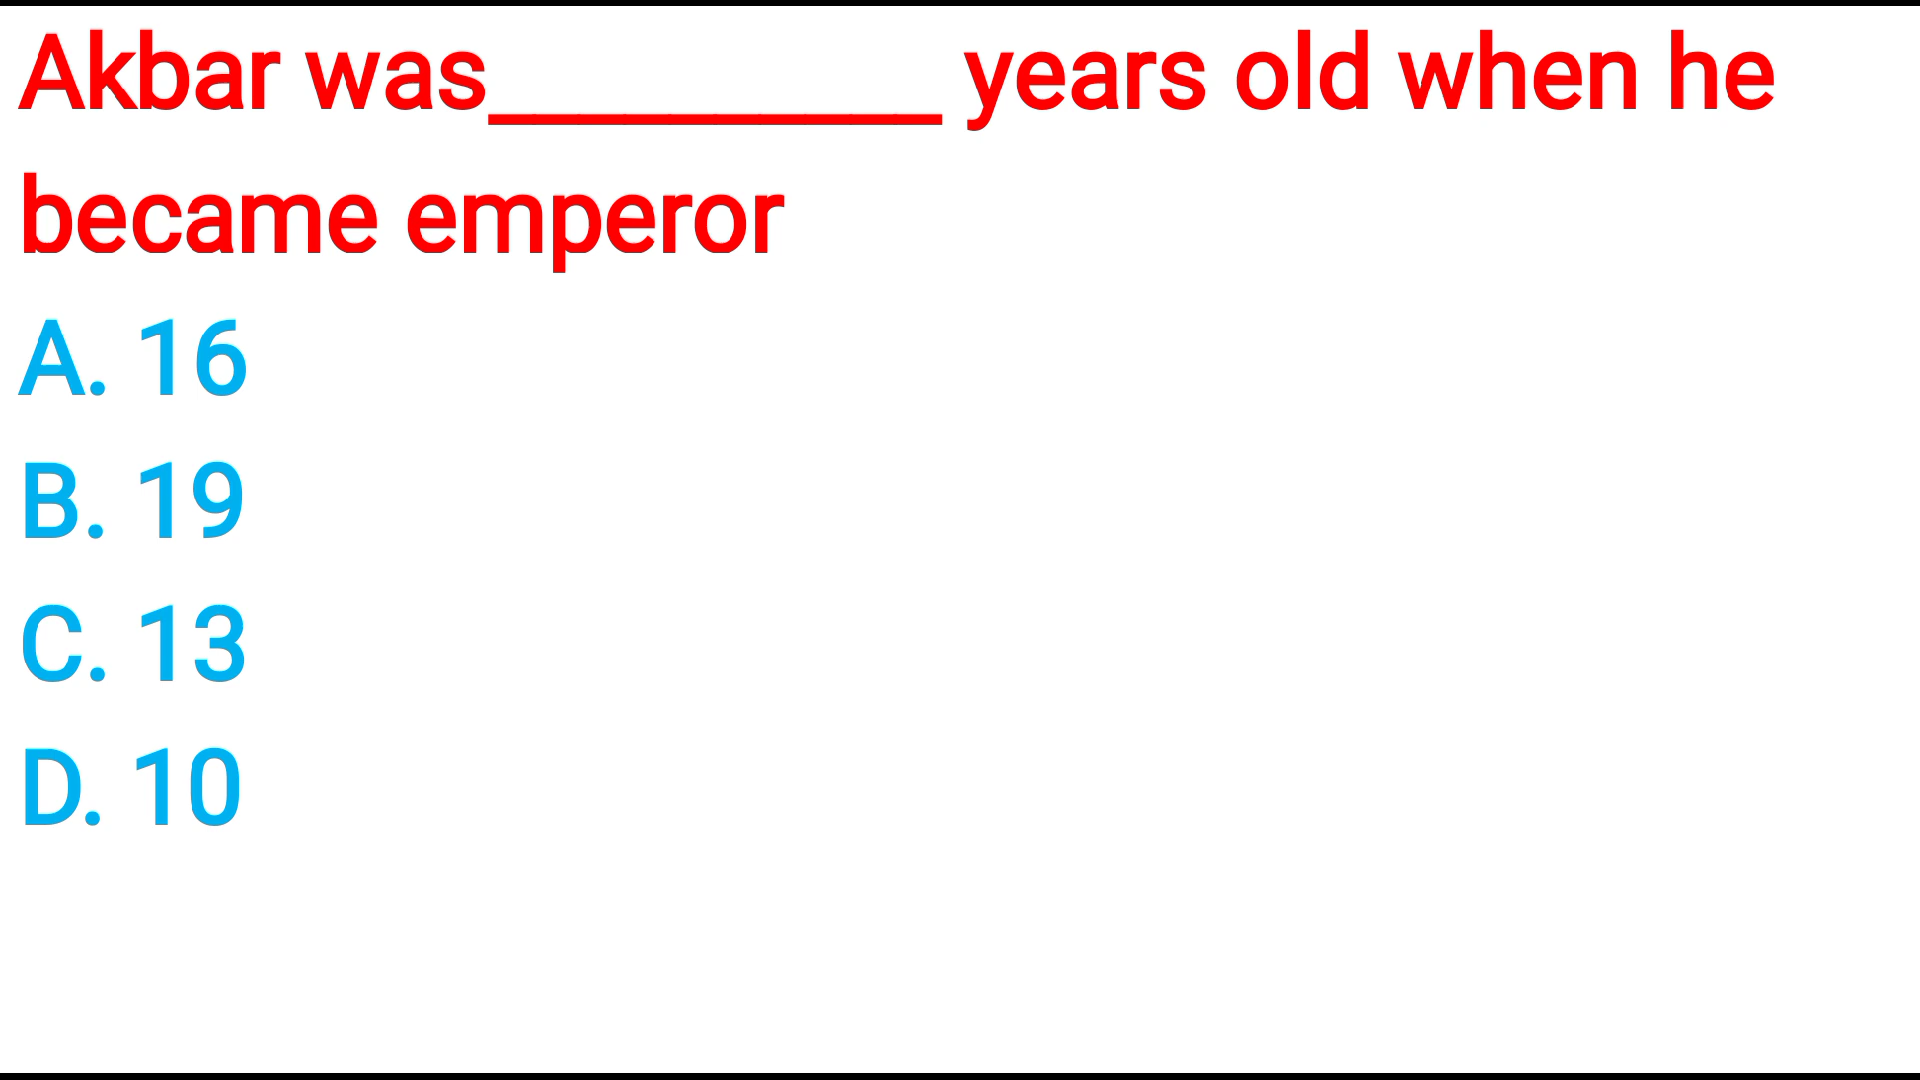 Akbar was__________ years old when he
became emperor
A. 16
B. 19
C. 13
D. 10